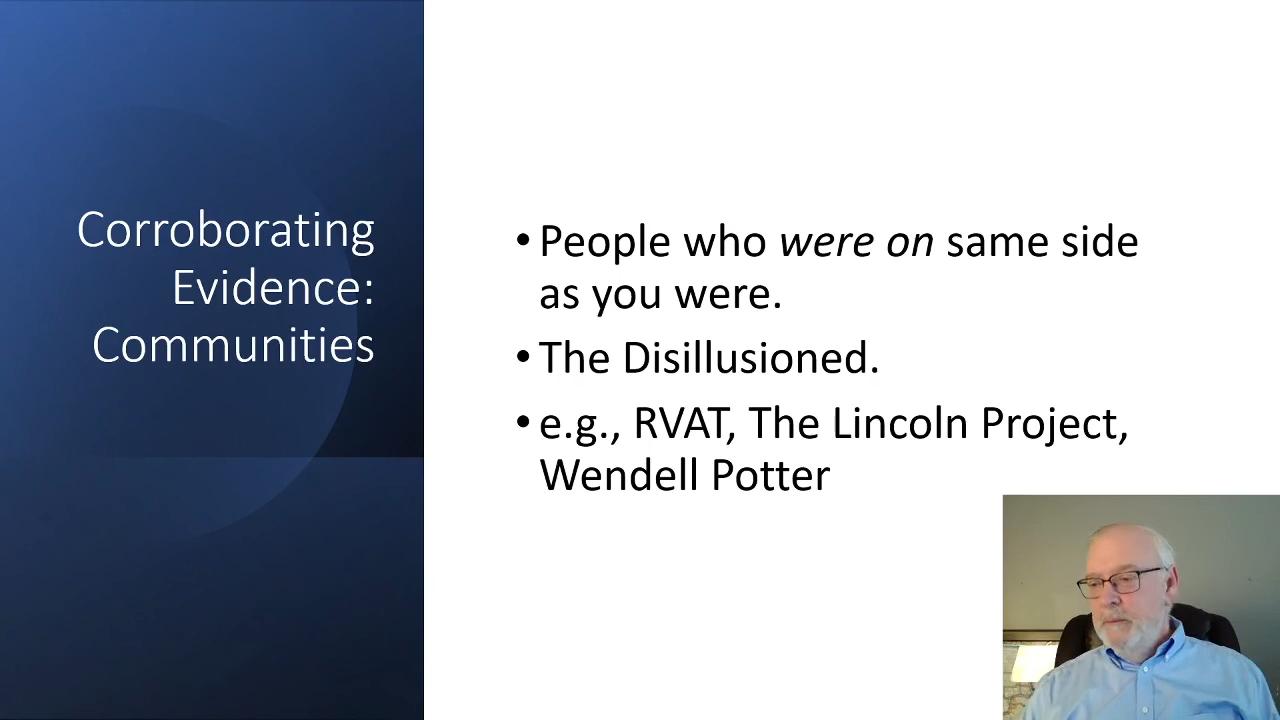 Corroborating
Evidence:
Communities
• People who were on same side
as you were.
• The Disillusioned.
• e.g., RVAT, The Lincoln Project,
Wendell Potter